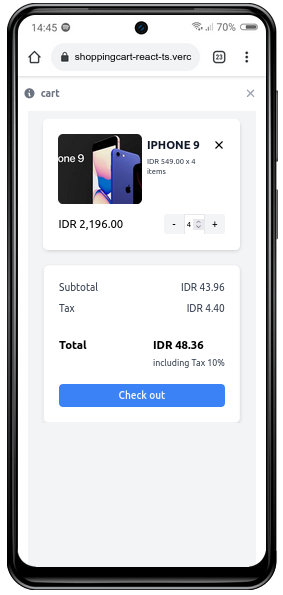 14:45
70%
shoppingcart-react-ts.verc
23
cart
one 9
IPHONE 9
IDR 549.00 x 4
items
IDR 2,196.00
- 4 +
Subtotal IDR 43.96
Tax IDR 4.40
Total IDR 48.36
including Tax 10%
Check out